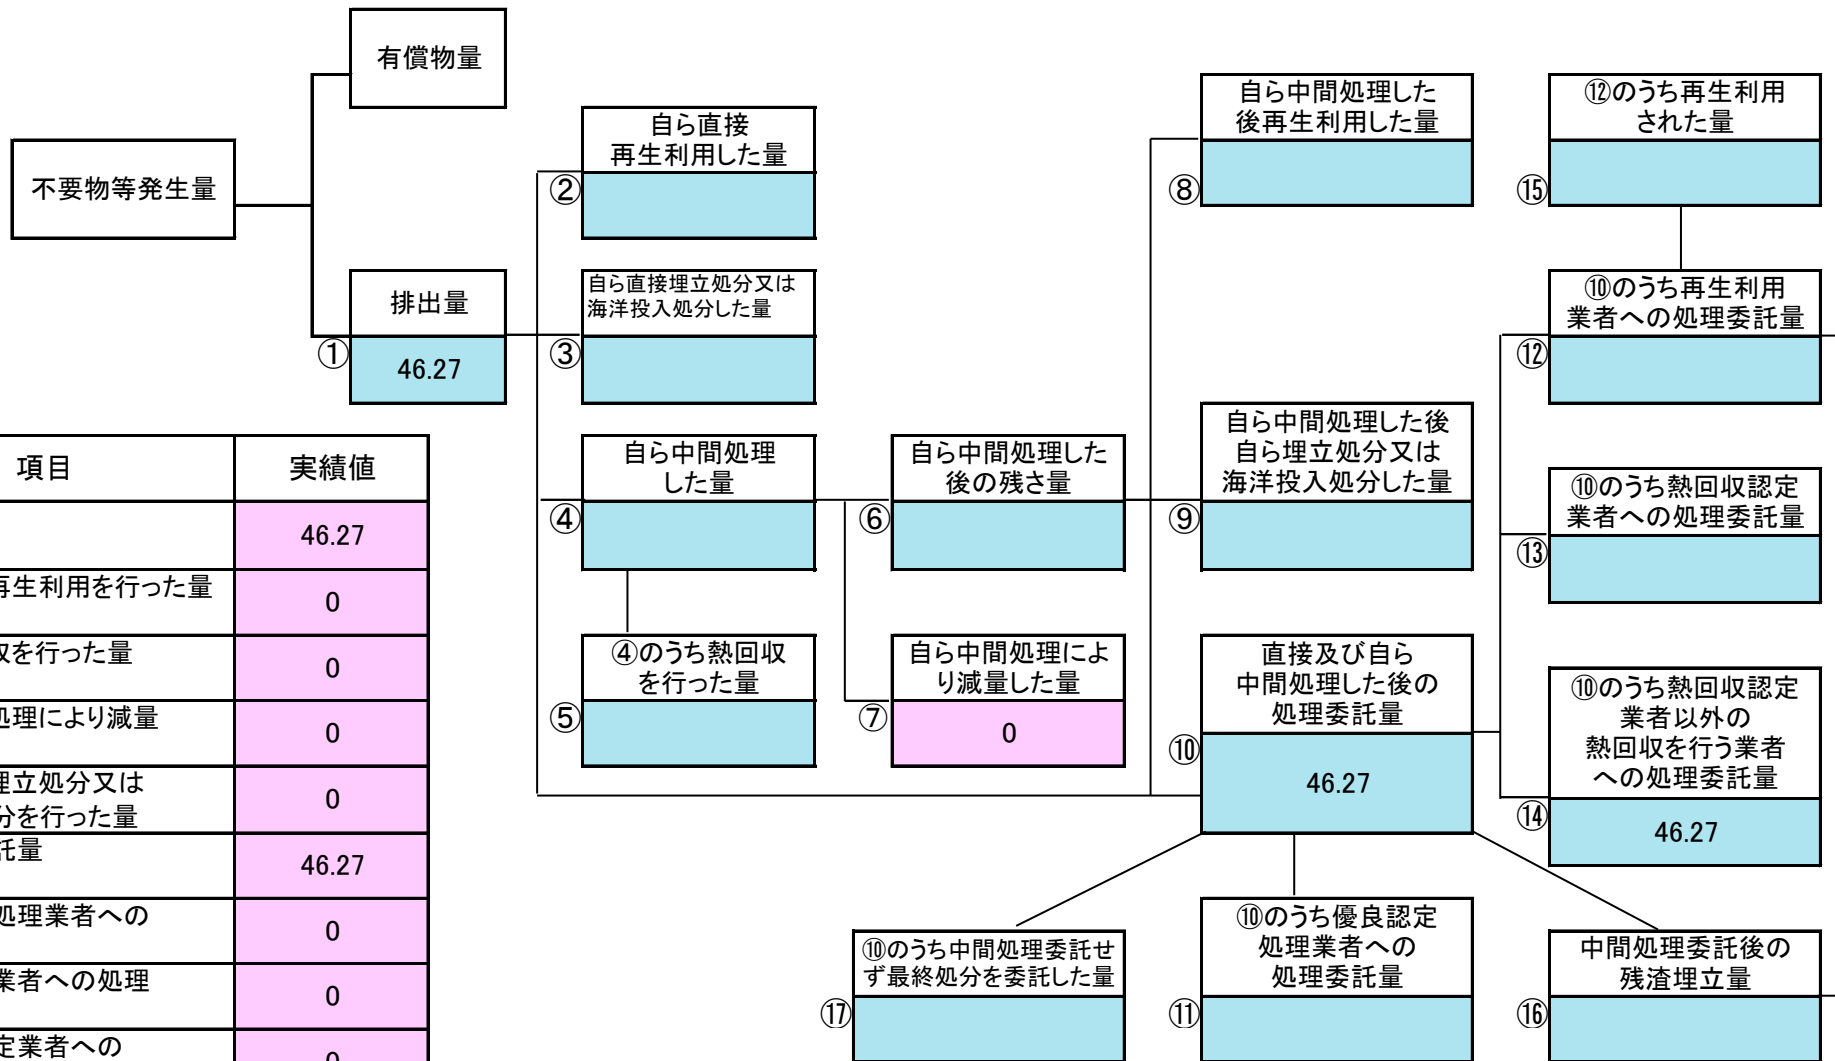 有償物量
不要物等発生量
排出量
①
46.27
自ら直接
再生利用した量
②
自ら直接埋立処分又は
海洋投入処分した量
③
自ら中間処理
した量
④
④のうち熱回収
を行った量
⑤
自ら中間処理した
後の残さ量
⑥
自ら中間処理によ
り減量した量
⑦
0
自ら中間処理した
後再生利用した量
⑧
自ら中間処理した後
自ら埋立処分又は
海洋投入処分した量
⑨
直接及び自ら
中間処理した後の
処理委託量
⑩
46.27
⑫のうち再生利用
された量
⑮
⑩のうち再生利用
業者への処理委託量
⑫
⑩のうち熱回収認定
業者への処理委託量
⑬
⑩のうち熱回収認定
業者以外の
熱回収を行う業者
への処理委託量
⑭
46.27
⑩のうち中間処理委託せ
ず最終処分を委託した量
⑰
⑩のうち優良認定
処理業者への
処理委託量
⑪
中間処理委託後の
残渣埋立量
⑯
項目 実績値
46.27
再生利用を行った量 0
収を行った量 0
処理により減量 0
埋立処分又は
分を行った量 0
託量 46.27
処理業者への 0
業者への処理 0
定業者への 0